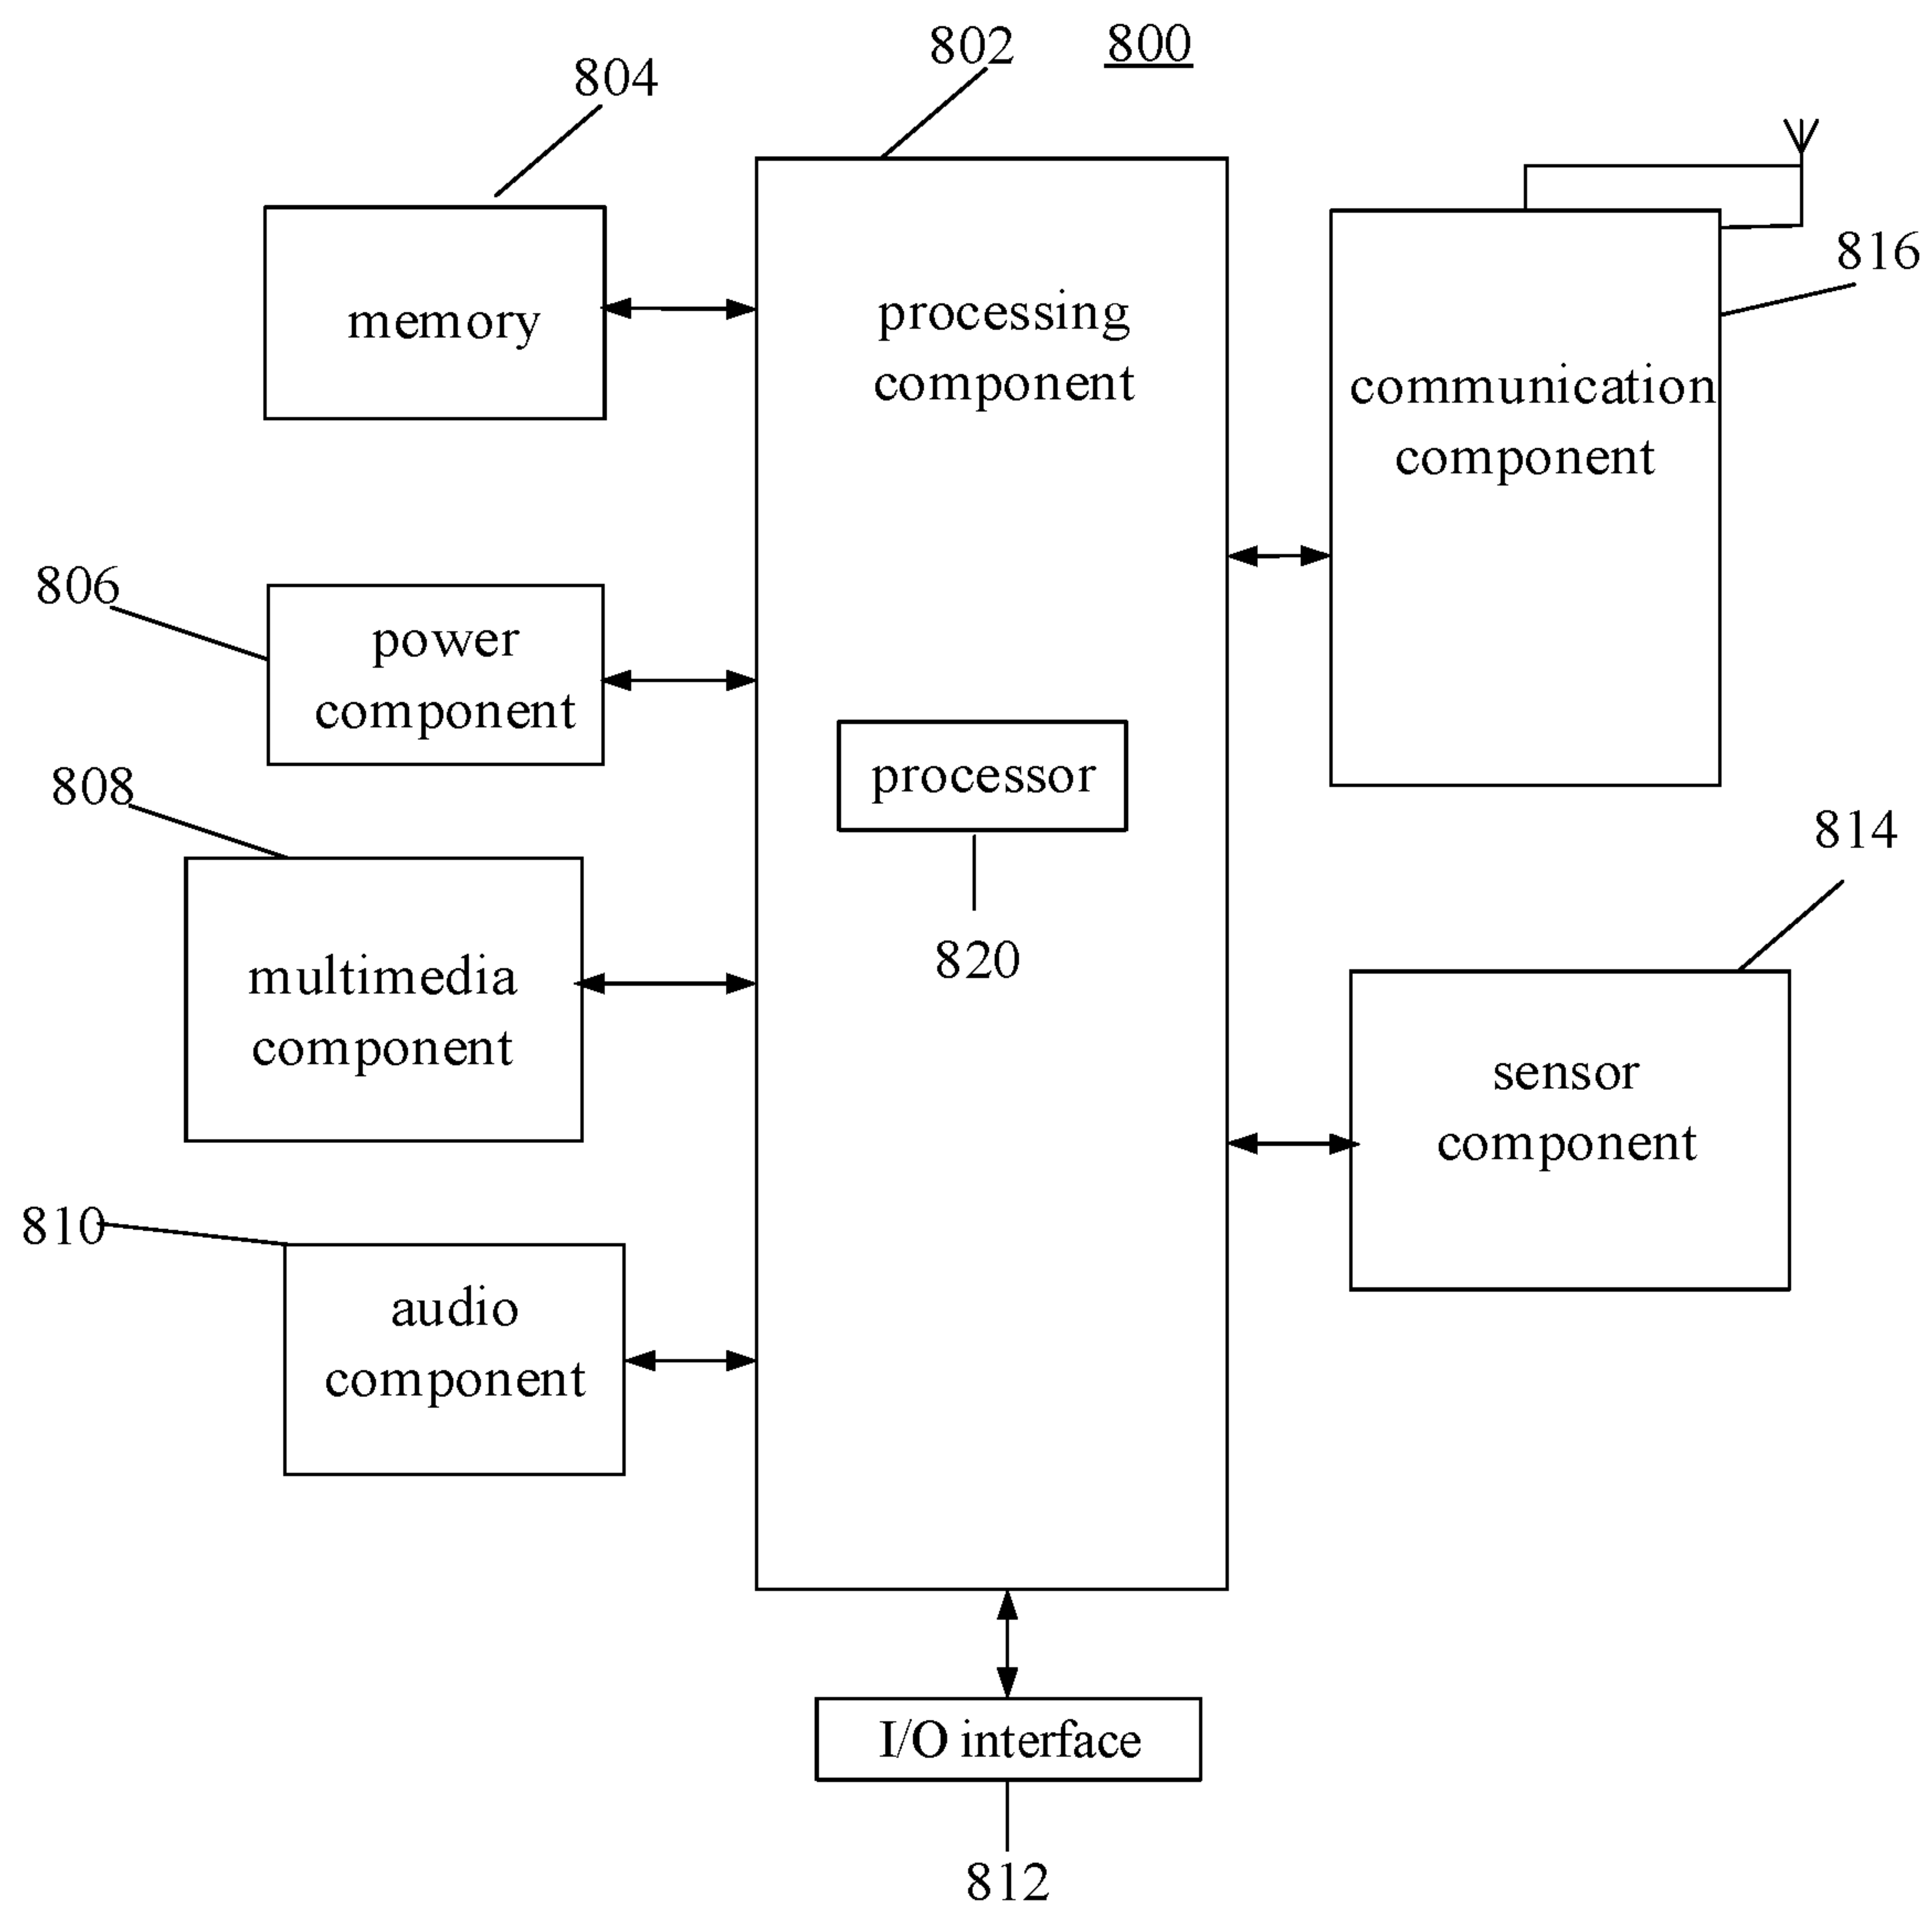 802
800
804
816
memory
processing
component
communication
component
806
power
component
808
processor
814
820
multimedia
component
sensor
component
810
audio
component
I/O interface
812